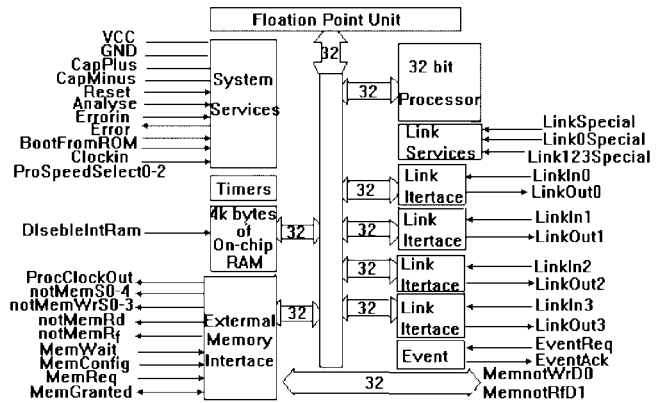 Floation Point Unit
VCC
GND
CapPlus
CapMinus
Reset
Analyse
Errorin
Error
BootFromROM
Clockin
ProSpeedSelect0-2
System
Services
32
32
32 bit
Processor
Link
Services
LinkSpecial
Link0Special
Link123Special
Timers
4k bytes
of
On-chip
RAM
DIsebleIntRam
32
32
Link
Itertace
LinkIn0
LinkOut0
32
Link
Itertace
LinkIn1
LinkOut1
32
Link
Itertace
LinkIn2
LinkOut2
32
Link
Itertace
LinkIn3
LinkOut3
Event
EventReq
EventAck
ProcClockOut
notMemS0-4
notMemWrS0-3
notMemRd
notMemRf
MemWait
MemConfig
MemReq
MemGranted
External
Memory
Interlace
32
32
MemnotWrD0
MemnotRfD1